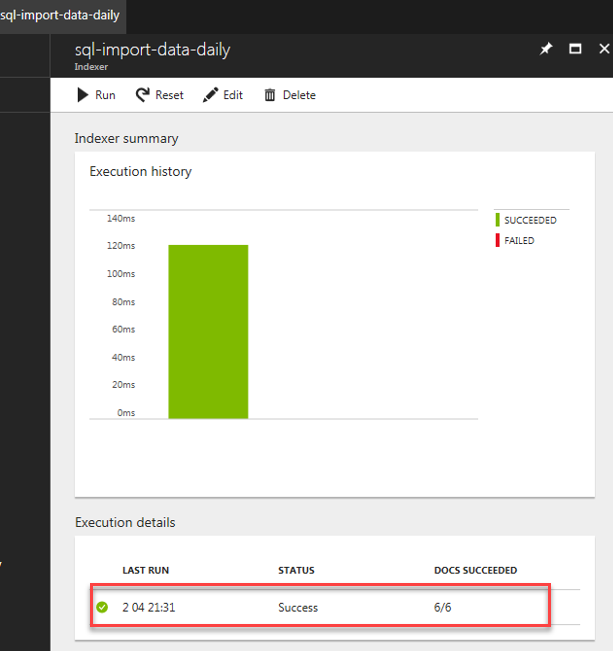 sql-import-data-daily
sql-import-data-daily
Indexer
Run Reset Edit Delete
Indexer summary
Execution history
140ms
120ms
100ms
80ms
60ms
40ms
20ms
0ms
SUCCEEDED
FAILED
Execution details
LAST RUN STATUS DOCS SUCCEEDED
2 04 21:31 Success 6/6